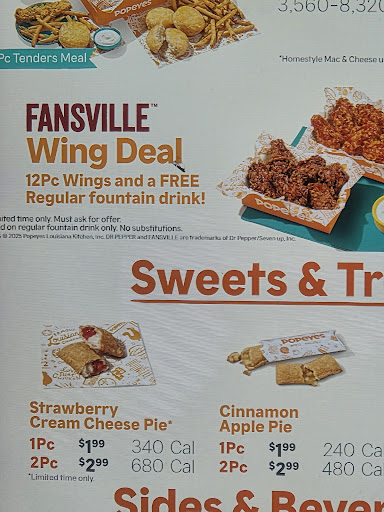 POPEYES
3,560-8,320
Pc Tenders Meal
*Homestyle Mac & Cheese u
FANSVILLE™
Wing Deal
12Pc Wings and a FREE
Regular fountain drink!
ited time only. Must ask for offer.
d on regular fountain drink only. No substitutions.
© 2025 Popeyes Louisiana Kitchen, Inc. DR PEPPER and FANSVILLE are trademarks of Dr Pepper/Seven-up, Inc.
POPEYES
Sweets & Tr
Louisiana
POPEYES
Strawberry
Cream Cheese Pie*
1Pc $1.99 340 Cal
2Pc $2.99 680 Cal
*Limited time only.
Cinnamon
Apple Pie
1Pc $1.99 240 Ca
2Pc $2.99 480 Ca
Sides & Bever